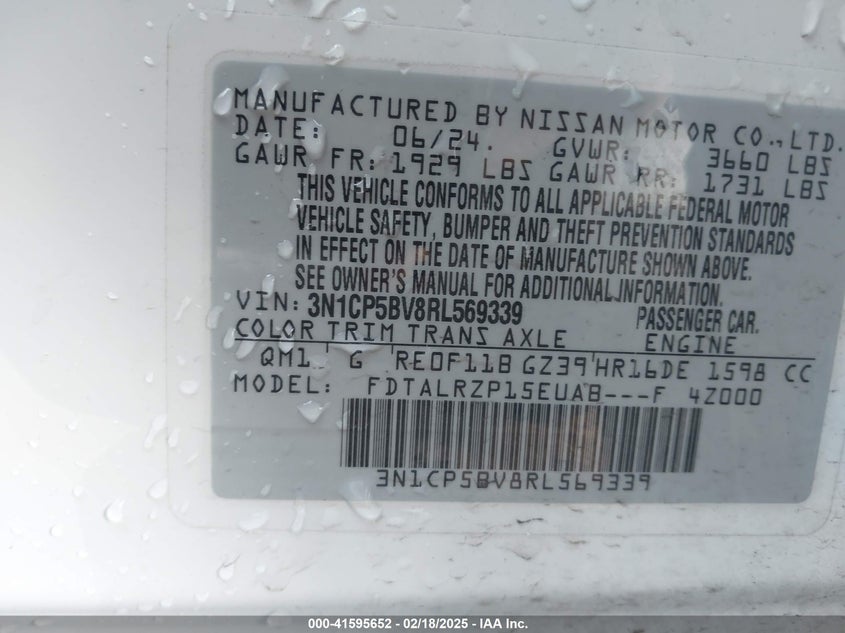 MANUFACTURED BY NISSAN MOTOR CO., LTD.
DATE: 06/24. GVWR: 3660 LBS
GAWR FR: 1929 LBS GAWR RR: 1731 LBS
THIS VEHICLE CONFORMS TO ALL APPLICABLE FEDERAL MOTOR
VEHICLE SAFETY, BUMPER AND THEFT PREVENTION STANDARDS
IN EFFECT ON THE DATE OF MANUFACTURE SHOWN ABOVE.
SEE OWNER'S MANUAL FOR ADDITIONAL INFORMATION.
VIN: 3N1CP5BV8RL569339 PASSENGER CAR.
COLOR TRIM TRANS AXLE ENGINE
QM1 G RE0F11B GZ39 HR16DE 1598 CC
MODEL: FDTALRZP15EUAB---F 4Z000
3N1CP5BV8RL569339
000-41595652 - 02/18/2025 - IAA Inc.